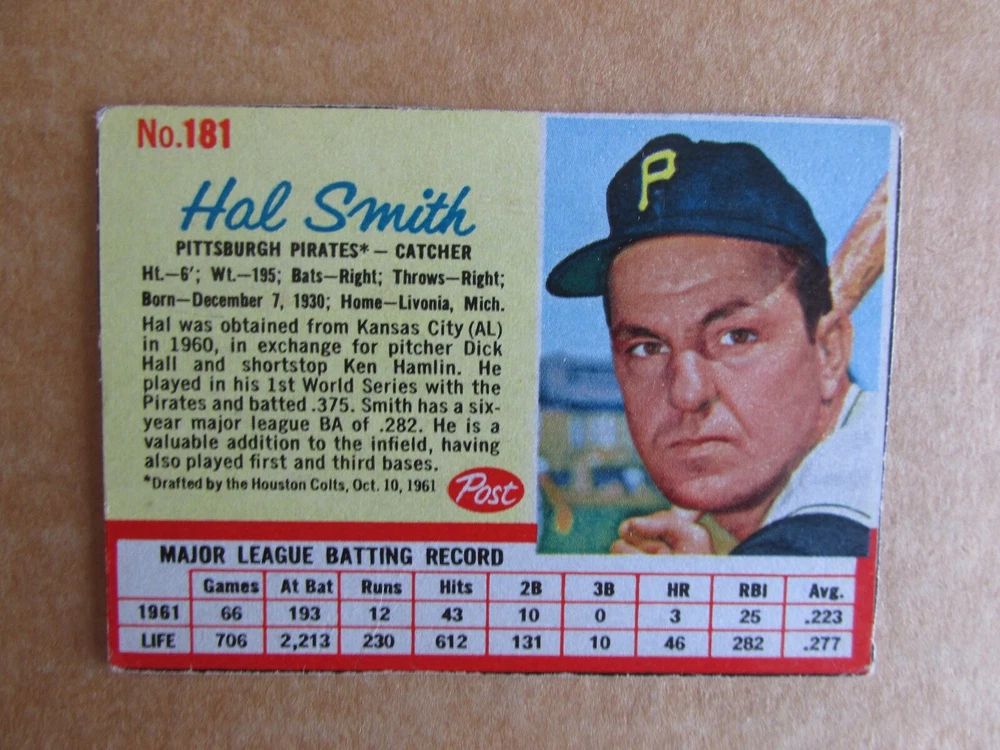 No.181
Hal Smith
PITTSBURGH PIRATES* — CATCHER
Ht.—6'; Wt.—195; Bats—Right; Throws—Right;
Born—December 7, 1930; Home—Livonia, Mich.
Hal was obtained from Kansas City (AL)
in 1960, in exchange for pitcher Dick
Hall and shortstop Ken Hamlin. He
played in his 1st World Series with the
Pirates and batted .375. Smith has a six-
year major league BA of .282. He is a
valuable addition to the infield, having
also played first and third bases.
*Drafted by the Houston Colts, Oct. 10, 1961
Post
P
MAJOR LEAGUE BATTING RECORD
Games At Bat Runs Hits 2B 3B HR RBI Avg.
1961 66 193 12 43 10 0 3 25 .223
LIFE 706 2,213 230 612 131 10 46 282 .277